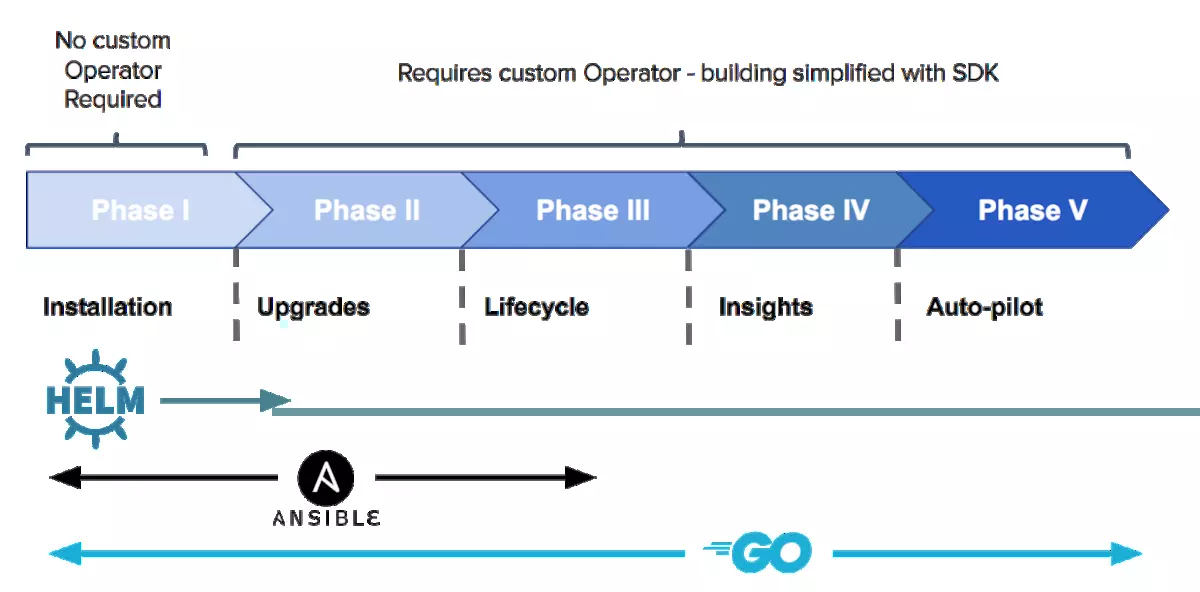 No custom
Operator
Required
Requires custom Operator - building simplified with SDK
Phase I
Phase II
Phase III
Phase IV
Phase V
Installation
Upgrades
Lifecycle
Insights
Auto-pilot
HELM
ANSIBLE
GO